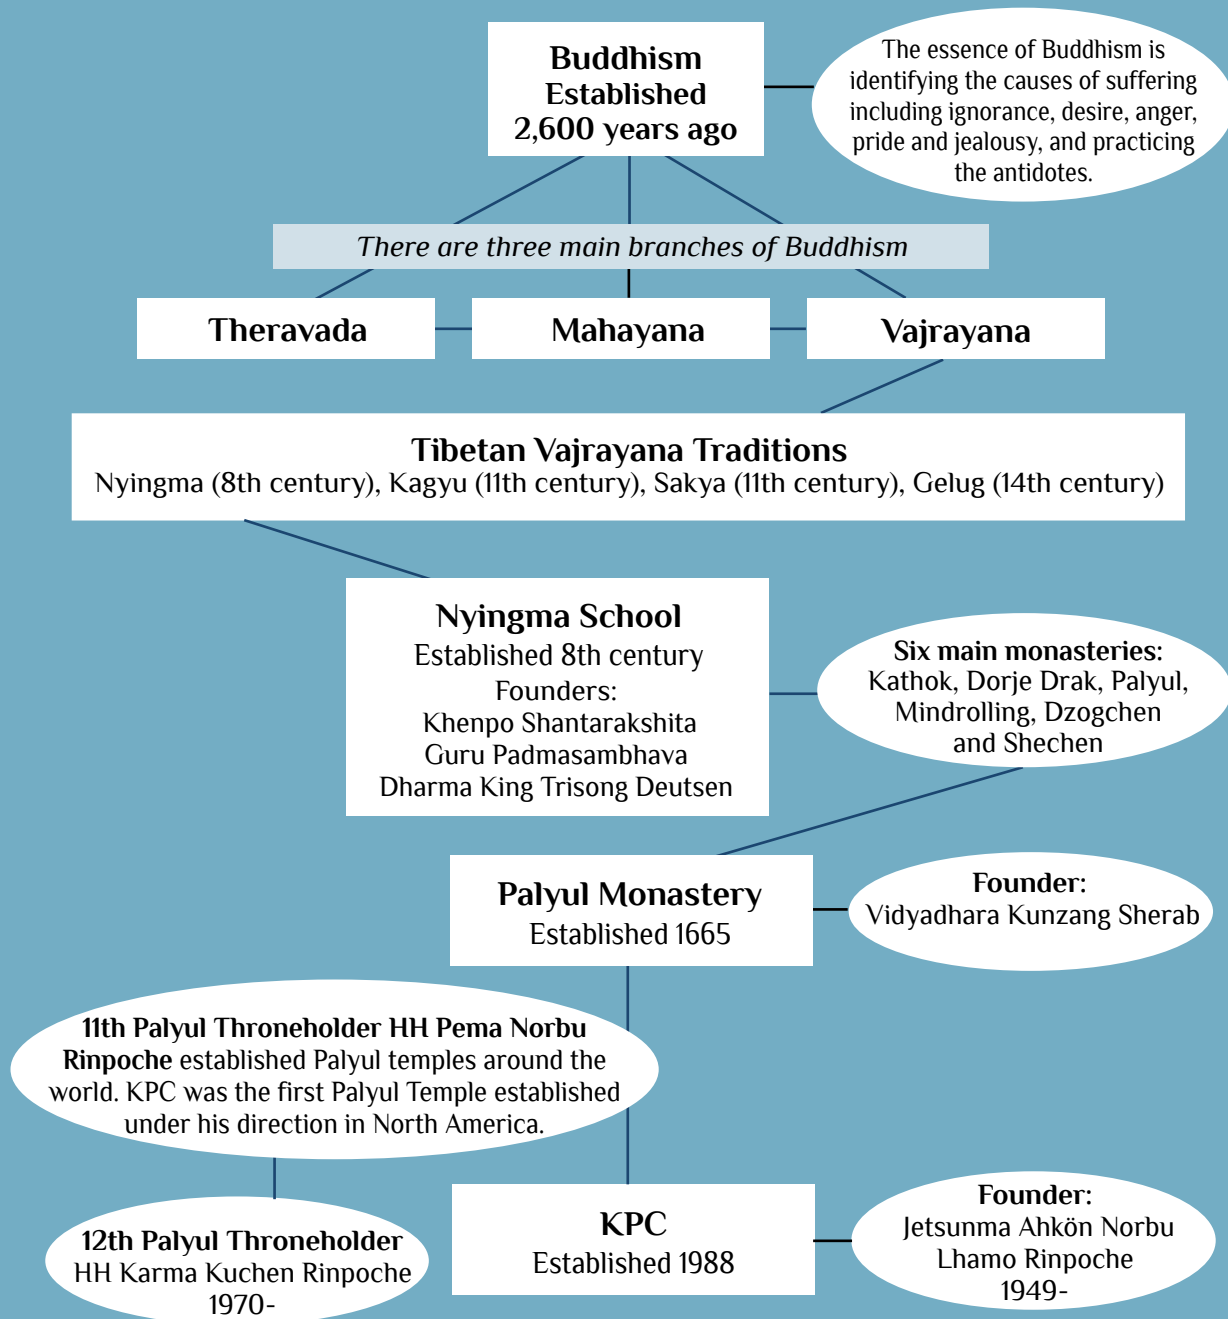 Buddhism
Established
2,600 years ago
The essence of Buddhism is
identifying the causes of suffering
including ignorance, desire, anger,
pride and jealousy, and practicing
the antidotes.
There are three main branches of Buddhism
Theravada
Mahayana
Vajrayana
Tibetan Vajrayana Traditions
Nyingma (8th century), Kagyu (11th century), Sakya (11th century), Gelug (14th century)
Nyingma School
Established 8th century
Founders:
Khenpo Shantarakshita
Guru Padmasambhava
Dharma King Trisong Deutsen
Six main monasteries:
Kathok, Dorje Drak, Palyul,
Mindrolling, Dzogchen
and Shechen
Palyul Monastery
Established 1665
Founder:
Vidyadhara Kunzang Sherab
11th Palyul Throneholder HH Pema Norbu
Rinpoche established Palyul temples around the
world. KPC was the first Palyul Temple established
under his direction in North America.
12th Palyul Throneholder
HH Karma Kuchen Rinpoche
1970-
KPC
Established 1988
Founder:
Jetsunma Ahkön Norbu
Lhamo Rinpoche
1949-